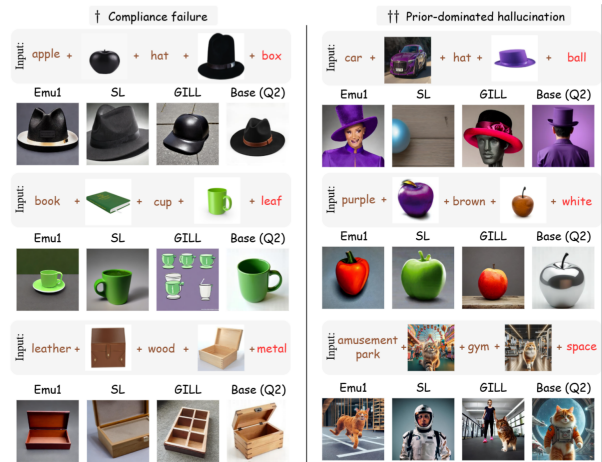 † Compliance failure
Input: apple + + hat + + box
Emu1 SL GILL Base (Q2)
Input: book + + cup + + leaf
Emu1 SL GILL Base (Q2)
Input: leather + + wood + + metal
Emu1 SL GILL Base (Q2)
†† Prior-dominated hallucination
Input: car + + hat + + ball
Emu1 SL GILL Base (Q2)
Input: purple + + brown + + white
Emu1 SL GILL Base (Q2)
Input: amusement park + + gym + + space
Emu1 SL GILL Base (Q2)